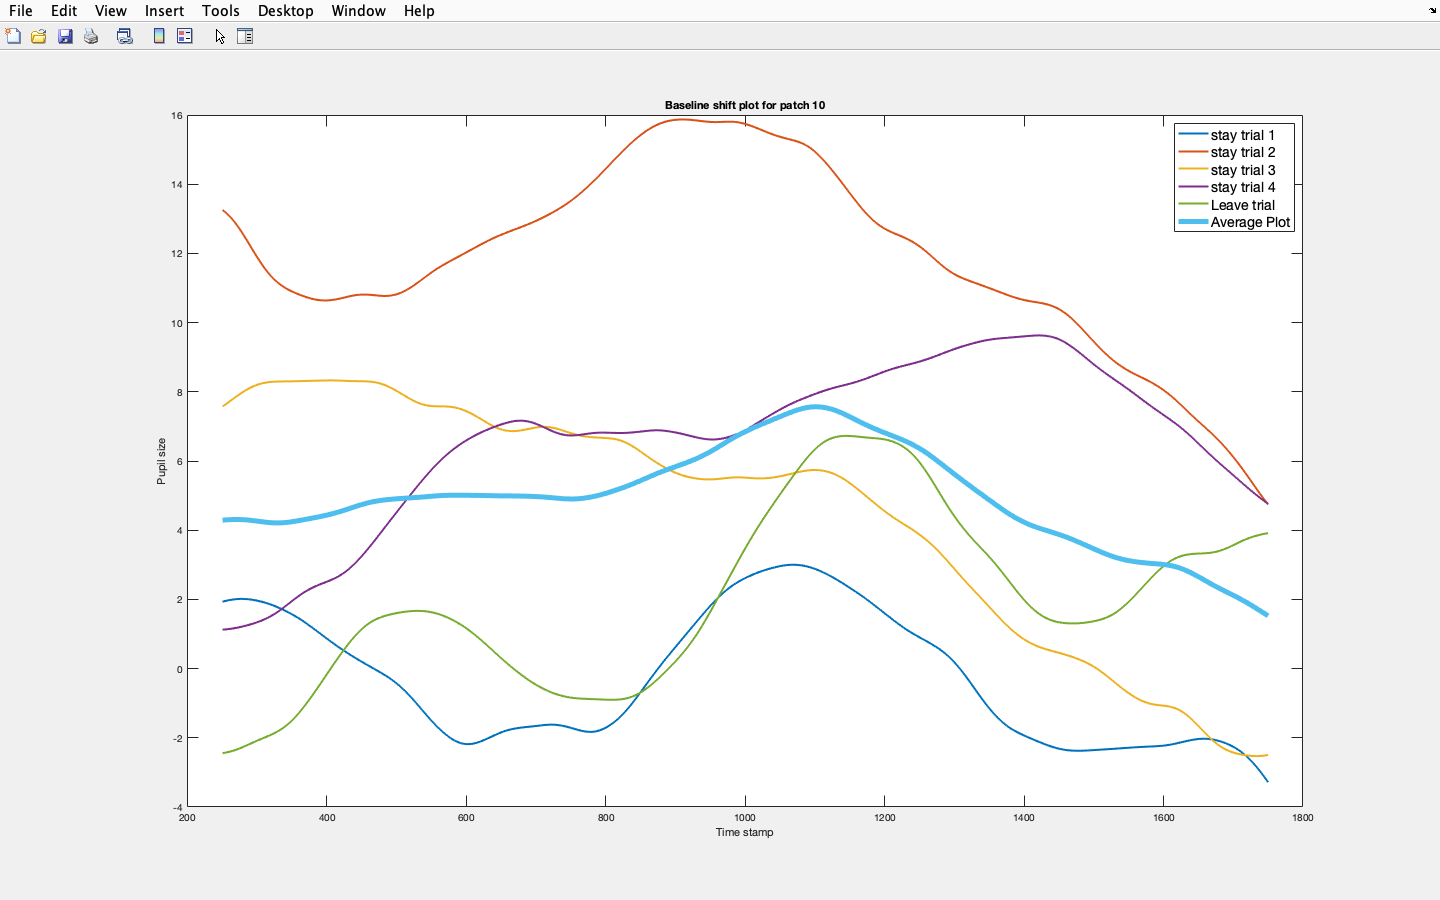 File Edit View Insert Tools Desktop Window Help
Baseline shift plot for patch 10
16
14
12
10
8
6
4
2
0
-2
-4
Pupil size
stay trial 1
stay trial 2
stay trial 3
stay trial 4
Leave trial
Average Plot
200 400 600 800 1000 1200 1400 1600 1800
Time stamp